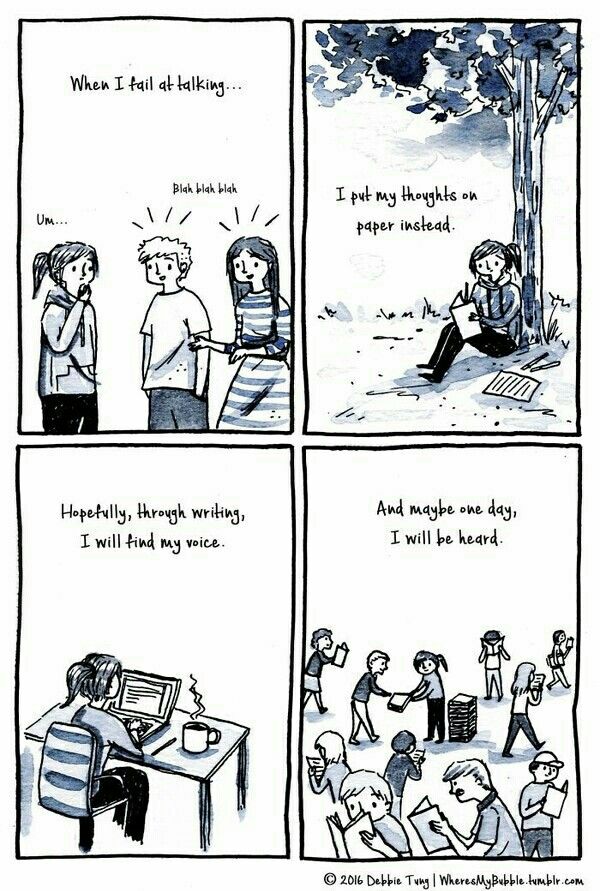 When I fail at talking...
Blah blah blah
Um...
I put my thoughts on
paper instead.
Hopefully, through writing,
I will find my voice.
And maybe one day,
I will be heard.
© 2016 Debbie Tung | WheresMyBubble.tumblr.com